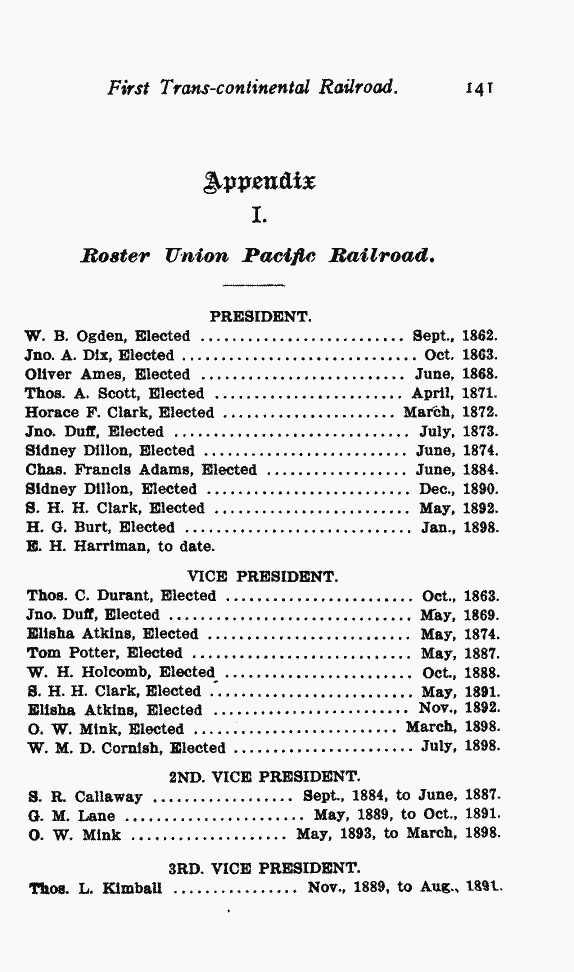 First Trans-continental Railroad. 141
Appendix
I.
Roster Union Pacific Railroad.
PRESIDENT.
W. B. Ogden, Elected .......................... Sept., 1862.
Jno. A. Dix, Elected .............................. Oct. 1863.
Oliver Ames, Elected .......................... June, 1868.
Thos. A. Scott, Elected ........................ April, 1871.
Horace F. Clark, Elected ...................... March, 1872.
Jno. Duff, Elected .............................. July, 1873.
Sidney Dillon, Elected .......................... June, 1874.
Chas. Francis Adams, Elected .................. June, 1884.
Sidney Dillon, Elected .......................... Dec., 1890.
S. H. H. Clark, Elected ......................... May, 1892.
H. G. Burt, Elected ............................. Jan., 1898.
E. H. Harriman, to date.
VICE PRESIDENT.
Thos. C. Durant, Elected ........................ Oct., 1863.
Jno. Duff, Elected ............................... May, 1869.
Elisha Atkins, Elected .......................... May, 1874.
Tom Potter, Elected ............................ May, 1887.
W. H. Holcomb, Elected ........................ Oct., 1888.
S. H. H. Clark, Elected .......................... May, 1891.
Elisha Atkins, Elected ......................... Nov., 1892.
O. W. Mink, Elected .......................... March, 1898.
W. M. D. Cornish, Elected ....................... July, 1898.
2ND. VICE PRESIDENT.
S. R. Callaway .................. Sept., 1884, to June, 1887.
G. M. Lane ....................... May, 1889, to Oct., 1891.
O. W. Mink .................... May, 1893, to March, 1898.
3RD. VICE PRESIDENT.
Thos. L. Kimball ................ Nov., 1889, to Aug., 1891.